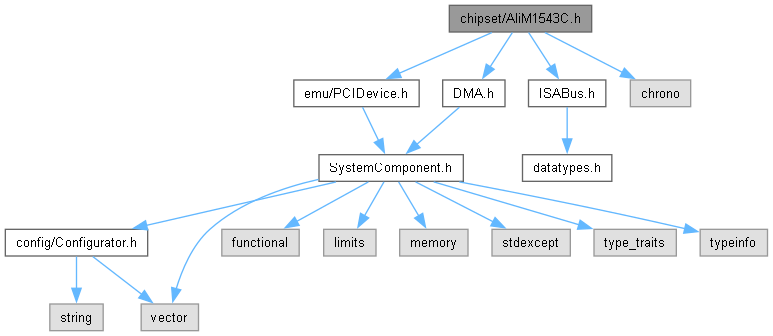 chipset/AliM1543C.h
emu/PCIDevice.h
DMA.h
ISABus.h
chrono
SystemComponent.h
datatypes.h
config/Configurator.h
functional
limits
memory
stdexcept
type_traits
typeinfo
string
vector